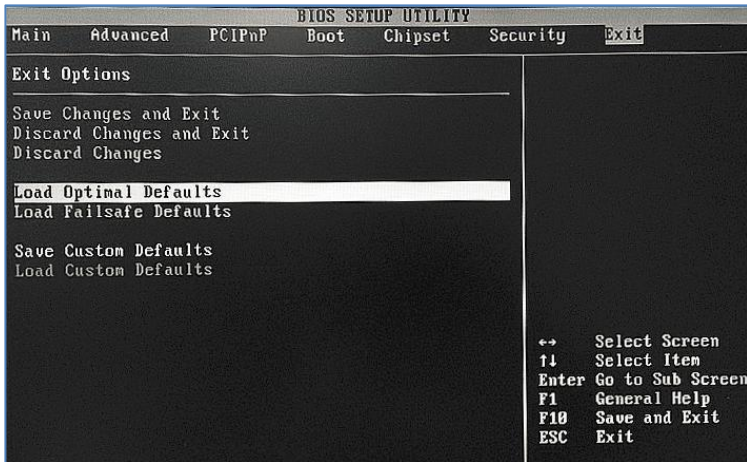 BIOS SETUP UTILITY
Main Advanced PCIPnP Boot Chipset Security Exit
Exit Options
Save Changes and Exit
Discard Changes and Exit
Discard Changes
Load Optimal Defaults
Load Failsafe Defaults
Save Custom Defaults
Load Custom Defaults
←→ Select Screen
↑↓ Select Item
Enter Go to Sub Screen
F1 General Help
F10 Save and Exit
ESC Exit